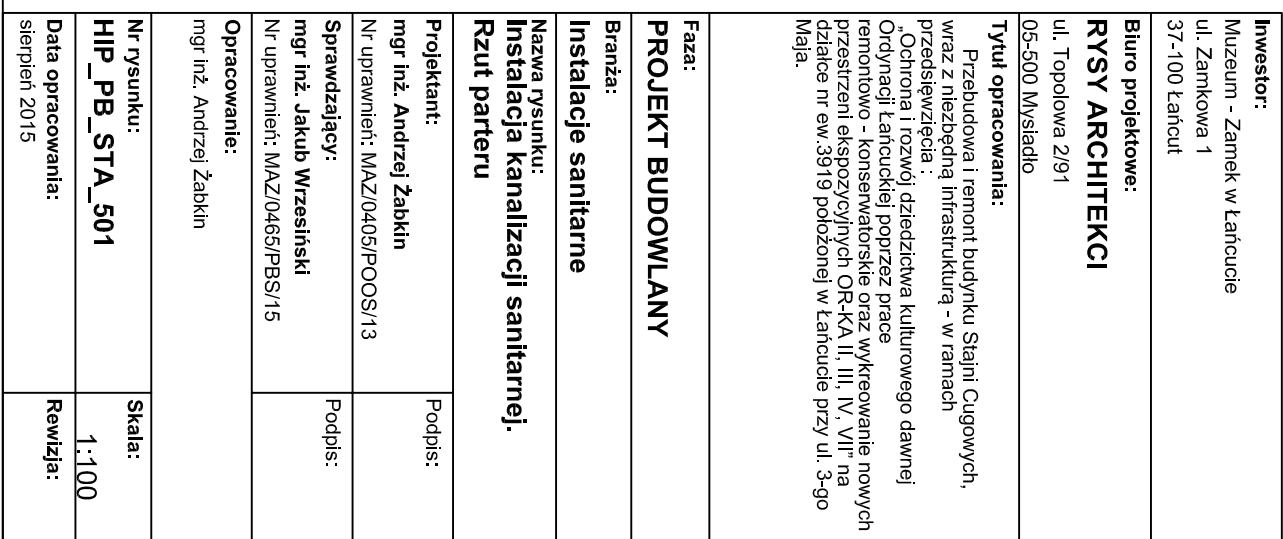 Inwestor:
Muzeum - Zamek w Łańcucie
ul. Zamkowa 1
37-100 Łańcut
Biuro projektowe:
RYSY ARCHITEKCI
ul. Topolowa 2/91
05-500 Mysiadło
Tytuł opracowania:
Przebudowa i remont budynku Stajni Cugowych,
wraz z niezbędną infrastrukturą - w ramach
przedsięwzięcia :
„Ochrona i rozwój dziedzictwa kulturowego dawnej
Ordynacji Łańcuckiej poprzez prace
remontowo - konserwatorskie oraz wykreowanie nowych
przestrzeni ekspozycyjnych OR-KA II, III, IV, VII” na
działce nr ew.3919 położonej w Łańcucie przy ul. 3-go
Maja.
Faza:
PROJEKT BUDOWLANY
Branża:
Instalacje sanitarne
Nazwa rysunku:
Instalacja kanalizacji sanitarnej.
Rzut parteru
Projektant:
mgr inż. Andrzej Żabkin
Nr uprawnień: MAZ/0405/POOS/13
Podpis:
Sprawdzający:
mgr inż. Jakub Wrzesiński
Nr uprawnień: MAZ/0465/PBS/15
Podpis:
Opracowanie:
mgr inż. Andrzej Żabkin
Nr rysunku:
HIP_PB_STA_501
Skala:
1:100
Data opracowania:
sierpień 2015
Rewizja: